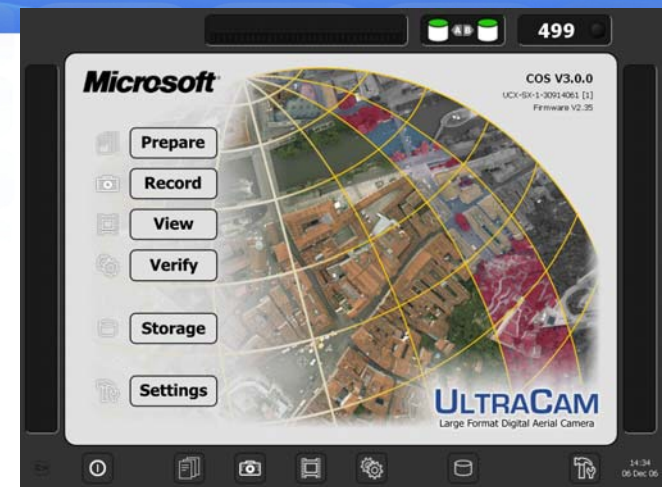 A B
499
Microsoft
COS V3.0.0
UCX-SX-1-30914061 [1]
Firmware V2.35
Prepare
Record
View
Verify
Storage
Settings
ULTRACAM
Large Format Digital Aerial Camera
14:34
06 Dec 06